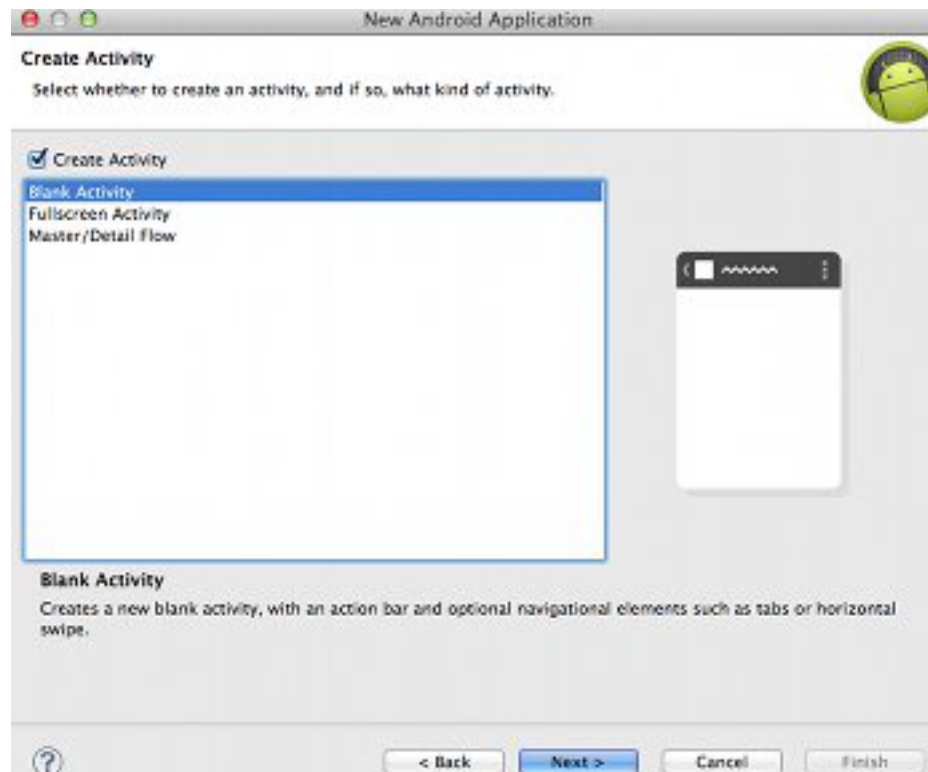 New Android Application
Create Activity
Select whether to create an activity, and if so, what kind of activity.
Create Activity
Blank Activity
Fullscreen Activity
Master/Detail Flow
Blank Activity
Creates a new blank activity, with an action bar and optional navigational elements such as tabs or horizontal
swipe.
? < Back Next > Cancel Finish